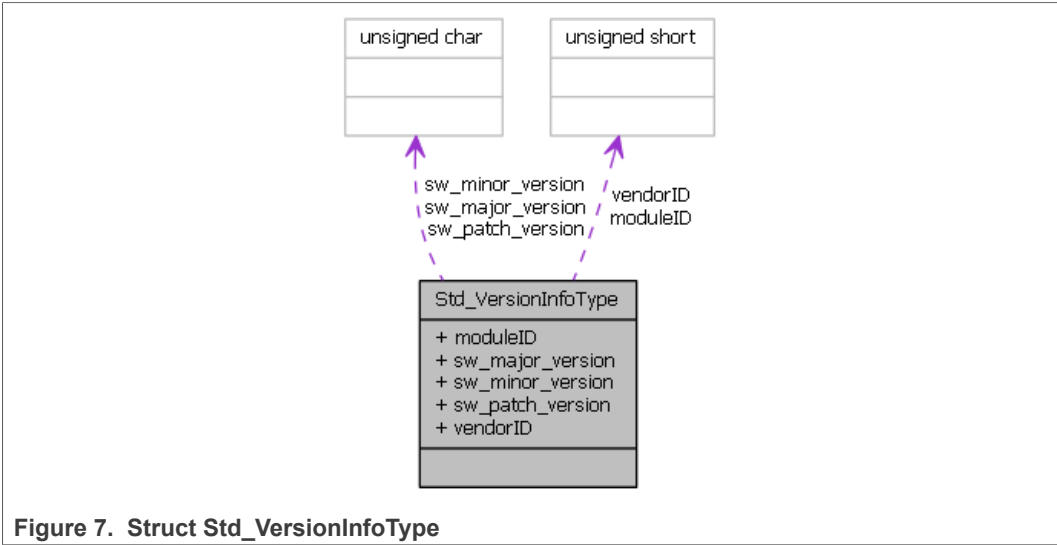 unsigned char
unsigned short
sw_minor_version
sw_major_version
sw_patch_version
vendorID
moduleID
Std_VersionInfoType
+ moduleID
+ sw_major_version
+ sw_minor_version
+ sw_patch_version
+ vendorID
Figure 7. Struct Std_VersionInfoType